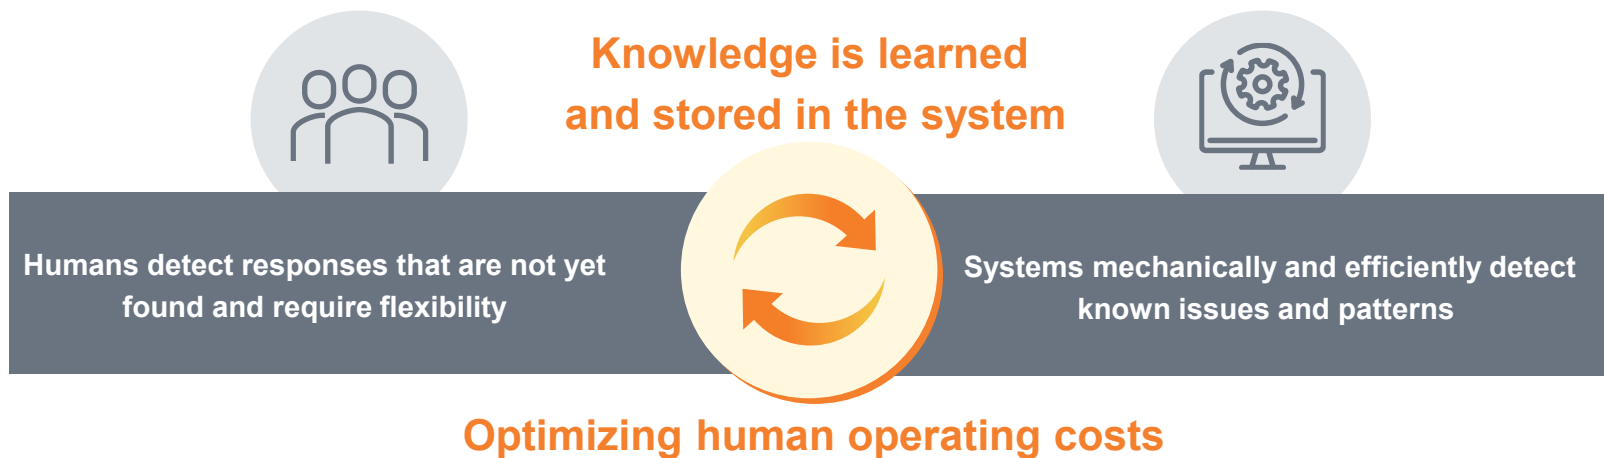 Knowledge is learned
and stored in the system
Humans detect responses that are not yet
found and require flexibility
Systems mechanically and efficiently detect
known issues and patterns
Optimizing human operating costs